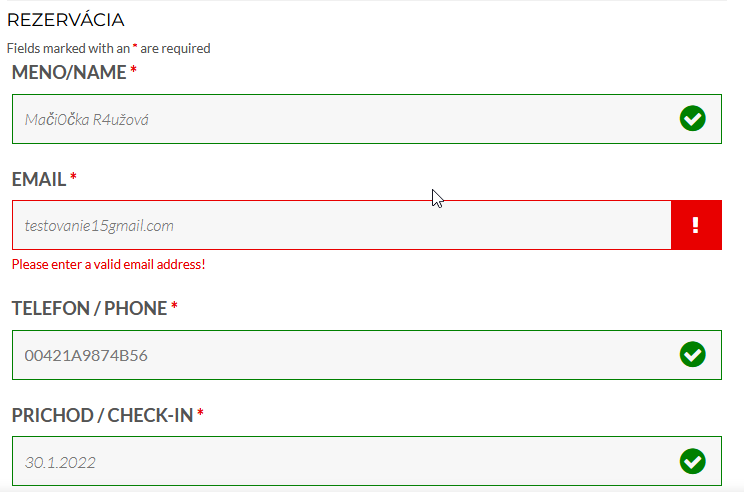 REZERVÁCIA
Fields marked with an * are required
MENO/NAME *
Mači0čka R4užová
EMAIL *
testovanie15gmail.com
!
Please enter a valid email address!
TELEFON / PHONE *
00421A9874B56
PRICHOD / CHECK-IN *
30.1.2022